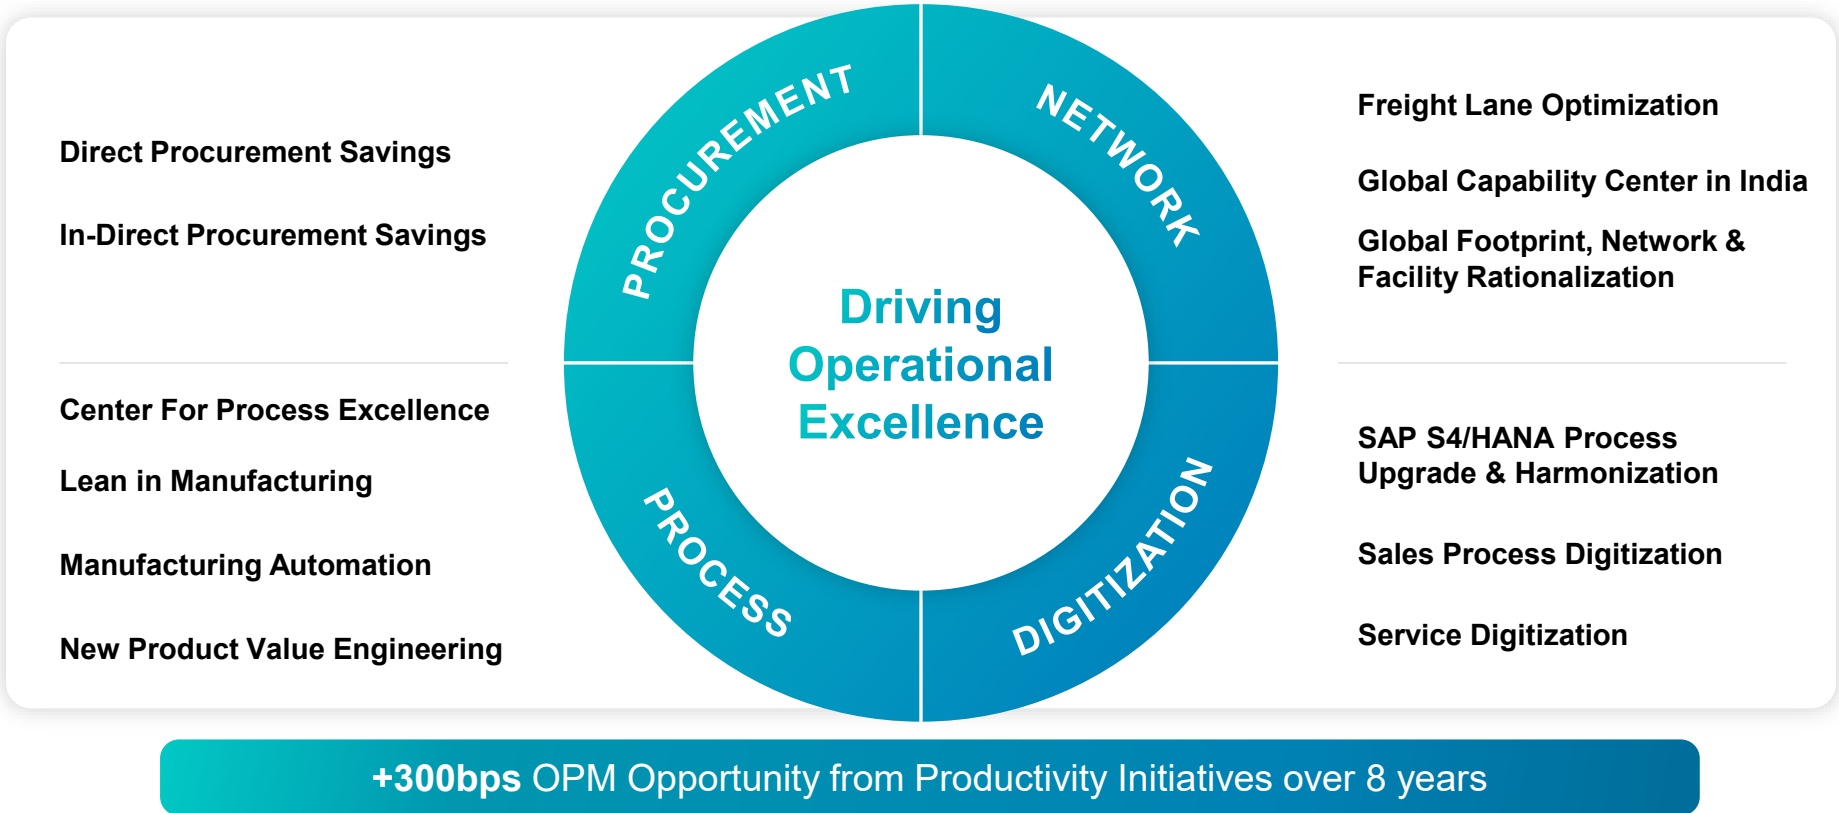 PROCUREMENT
Direct Procurement Savings
In-Direct Procurement Savings
NETWORK
Freight Lane Optimization
Global Capability Center in India
Global Footprint, Network &
Facility Rationalization
Driving
Operational
Excellence
PROCESS
Center For Process Excellence
Lean in Manufacturing
Manufacturing Automation
New Product Value Engineering
DIGITIZATION
SAP S4/HANA Process
Upgrade & Harmonization
Sales Process Digitization
Service Digitization
+300bps OPM Opportunity from Productivity Initiatives over 8 years